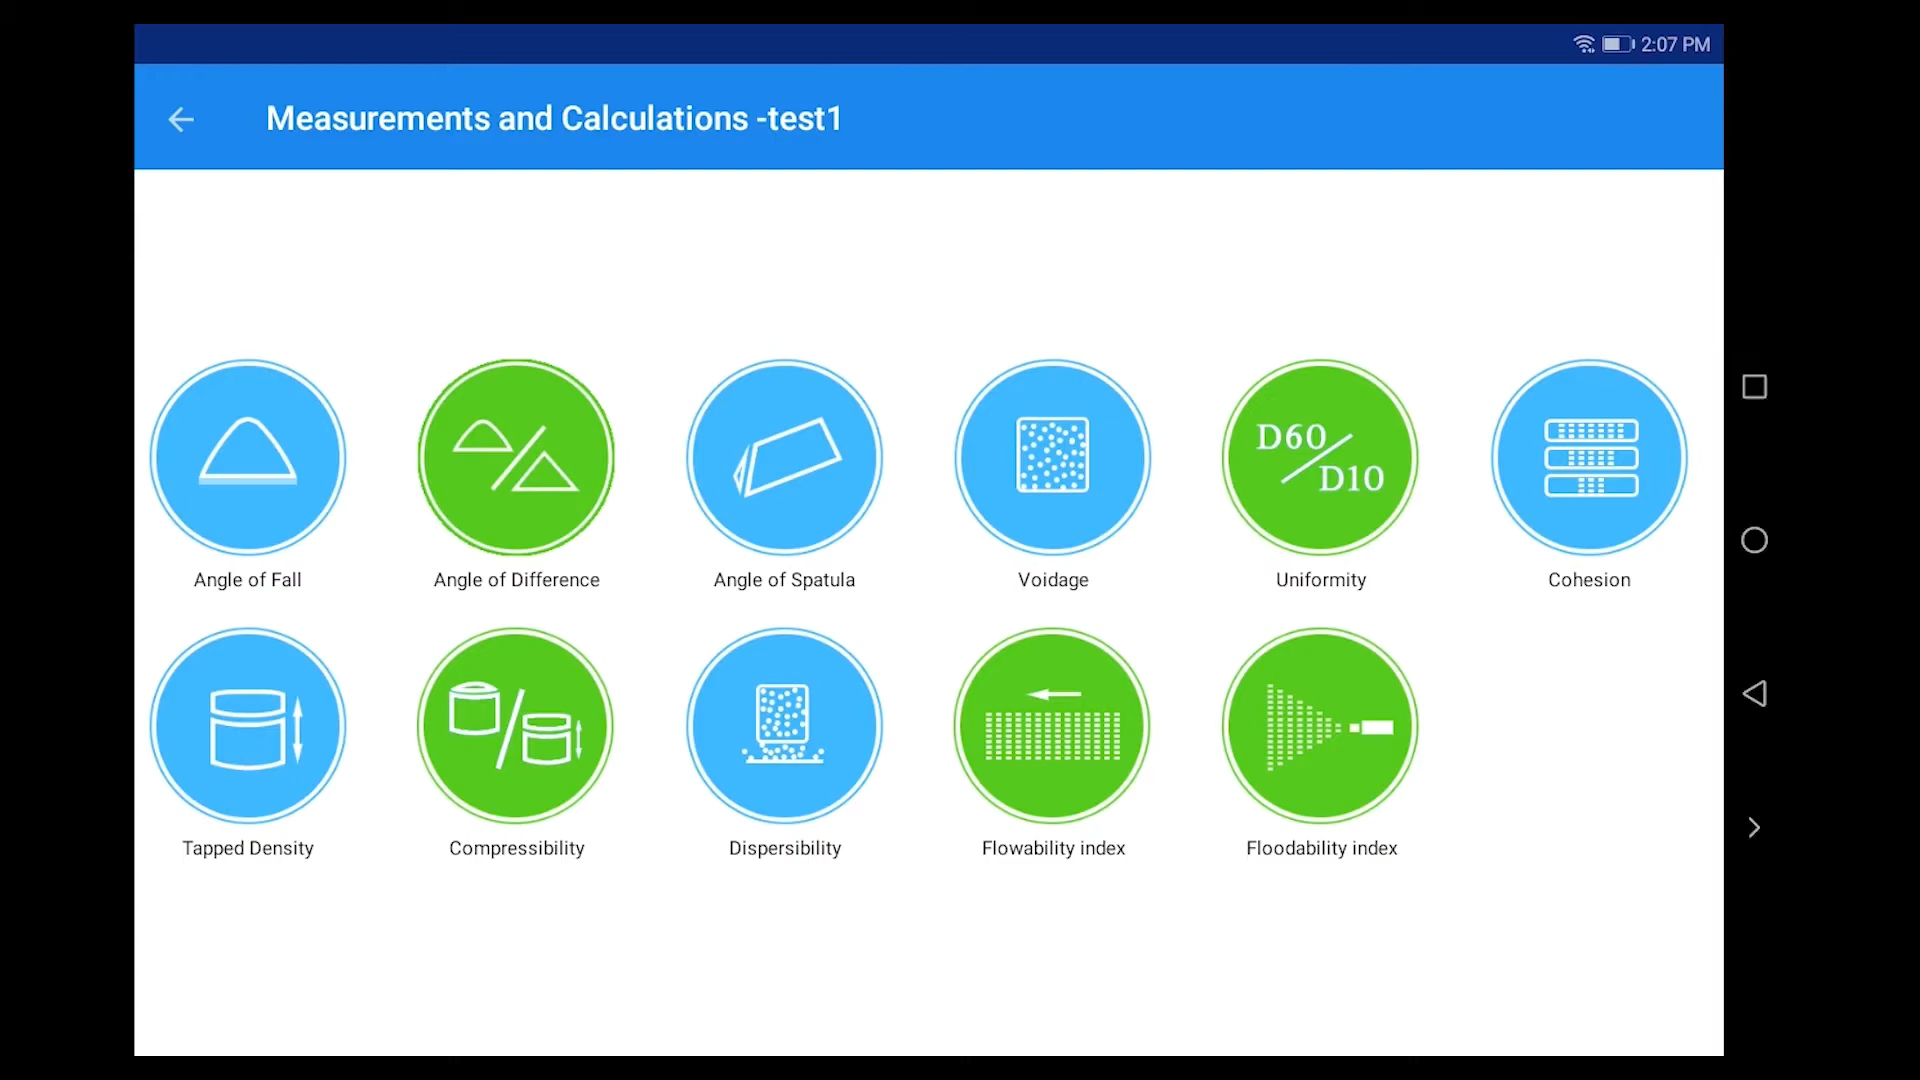 2:07 PM
Measurements and Calculations -test1
D60
D10
Angle of Fall
Angle of Difference
Angle of Spatula
Voidage
Uniformity
Cohesion
Tapped Density
Compressibility
Dispersibility
Flowability index
Floodability index